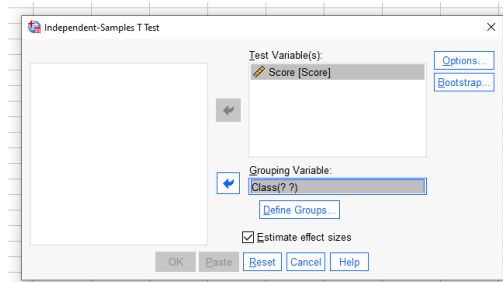 Independent-Samples T Test
Test Variable(s):
Score [Score]
Options...
Bootstrap...
Grouping Variable:
Class(? ?)
Define Groups...
Estimate effect sizes
OK Paste Reset Cancel Help